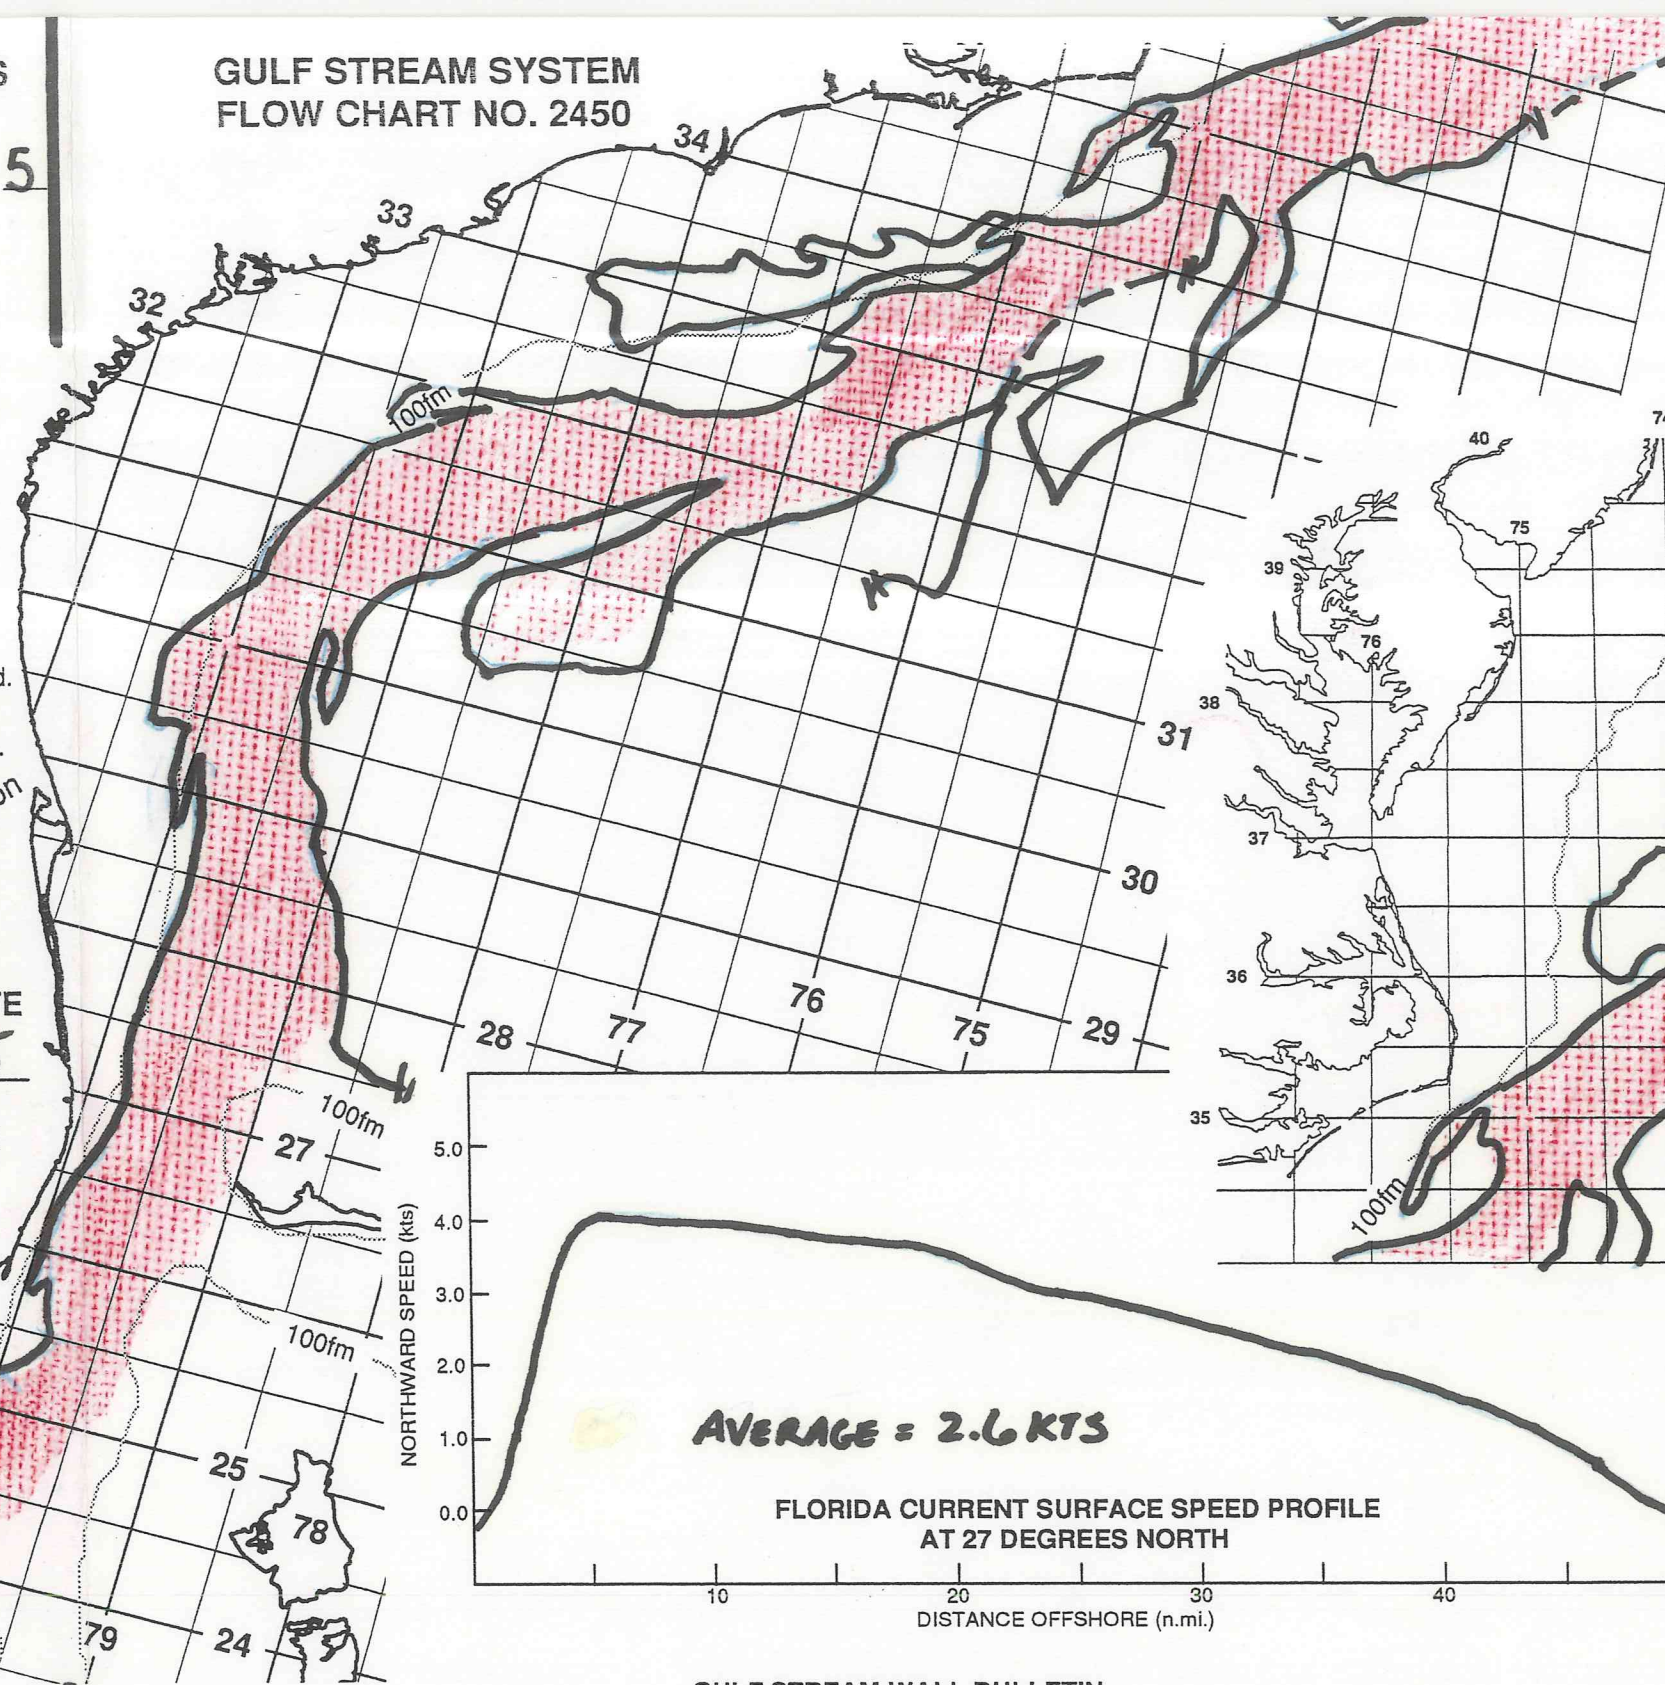 GULF STREAM SYSTEM
FLOW CHART NO. 2450
5
34
33
32
100fm
31
30
29
28
77
76
75
27
100fm
100fm
25
78
79
24
40
75
39
76
38
37
36
35
100fm
5.0
4.0
3.0
2.0
1.0
0.0
NORTHWARD SPEED (kts)
AVERAGE = 2.6 KTS
FLORIDA CURRENT SURFACE SPEED PROFILE
AT 27 DEGREES NORTH
10 20 30 40
DISTANCE OFFSHORE (n.mi.)